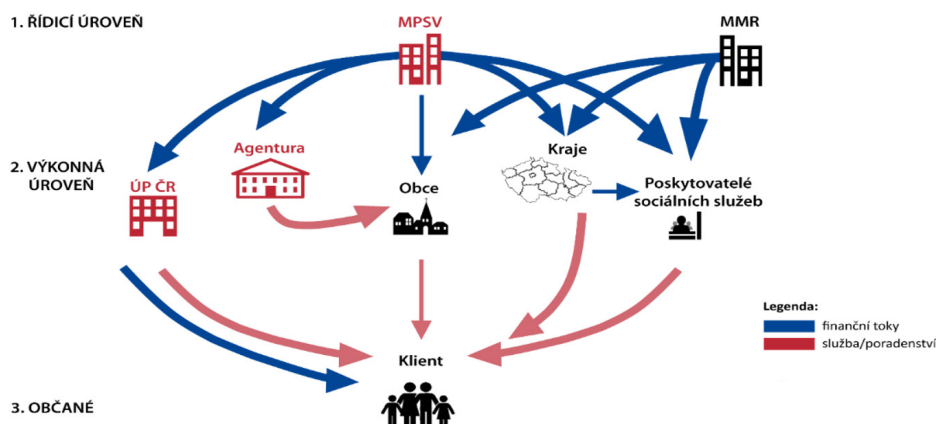 1. ŘÍDICÍ ÚROVEŇ
MPSV
MMR
2. VÝKONNÁ
ÚROVEŇ
ÚP ČR
Agentura
Obce
Kraje
Poskytovatelé
sociálních služeb
Legenda:
finanční toky
služba/poradenství
Klient
3. OBČANÉ